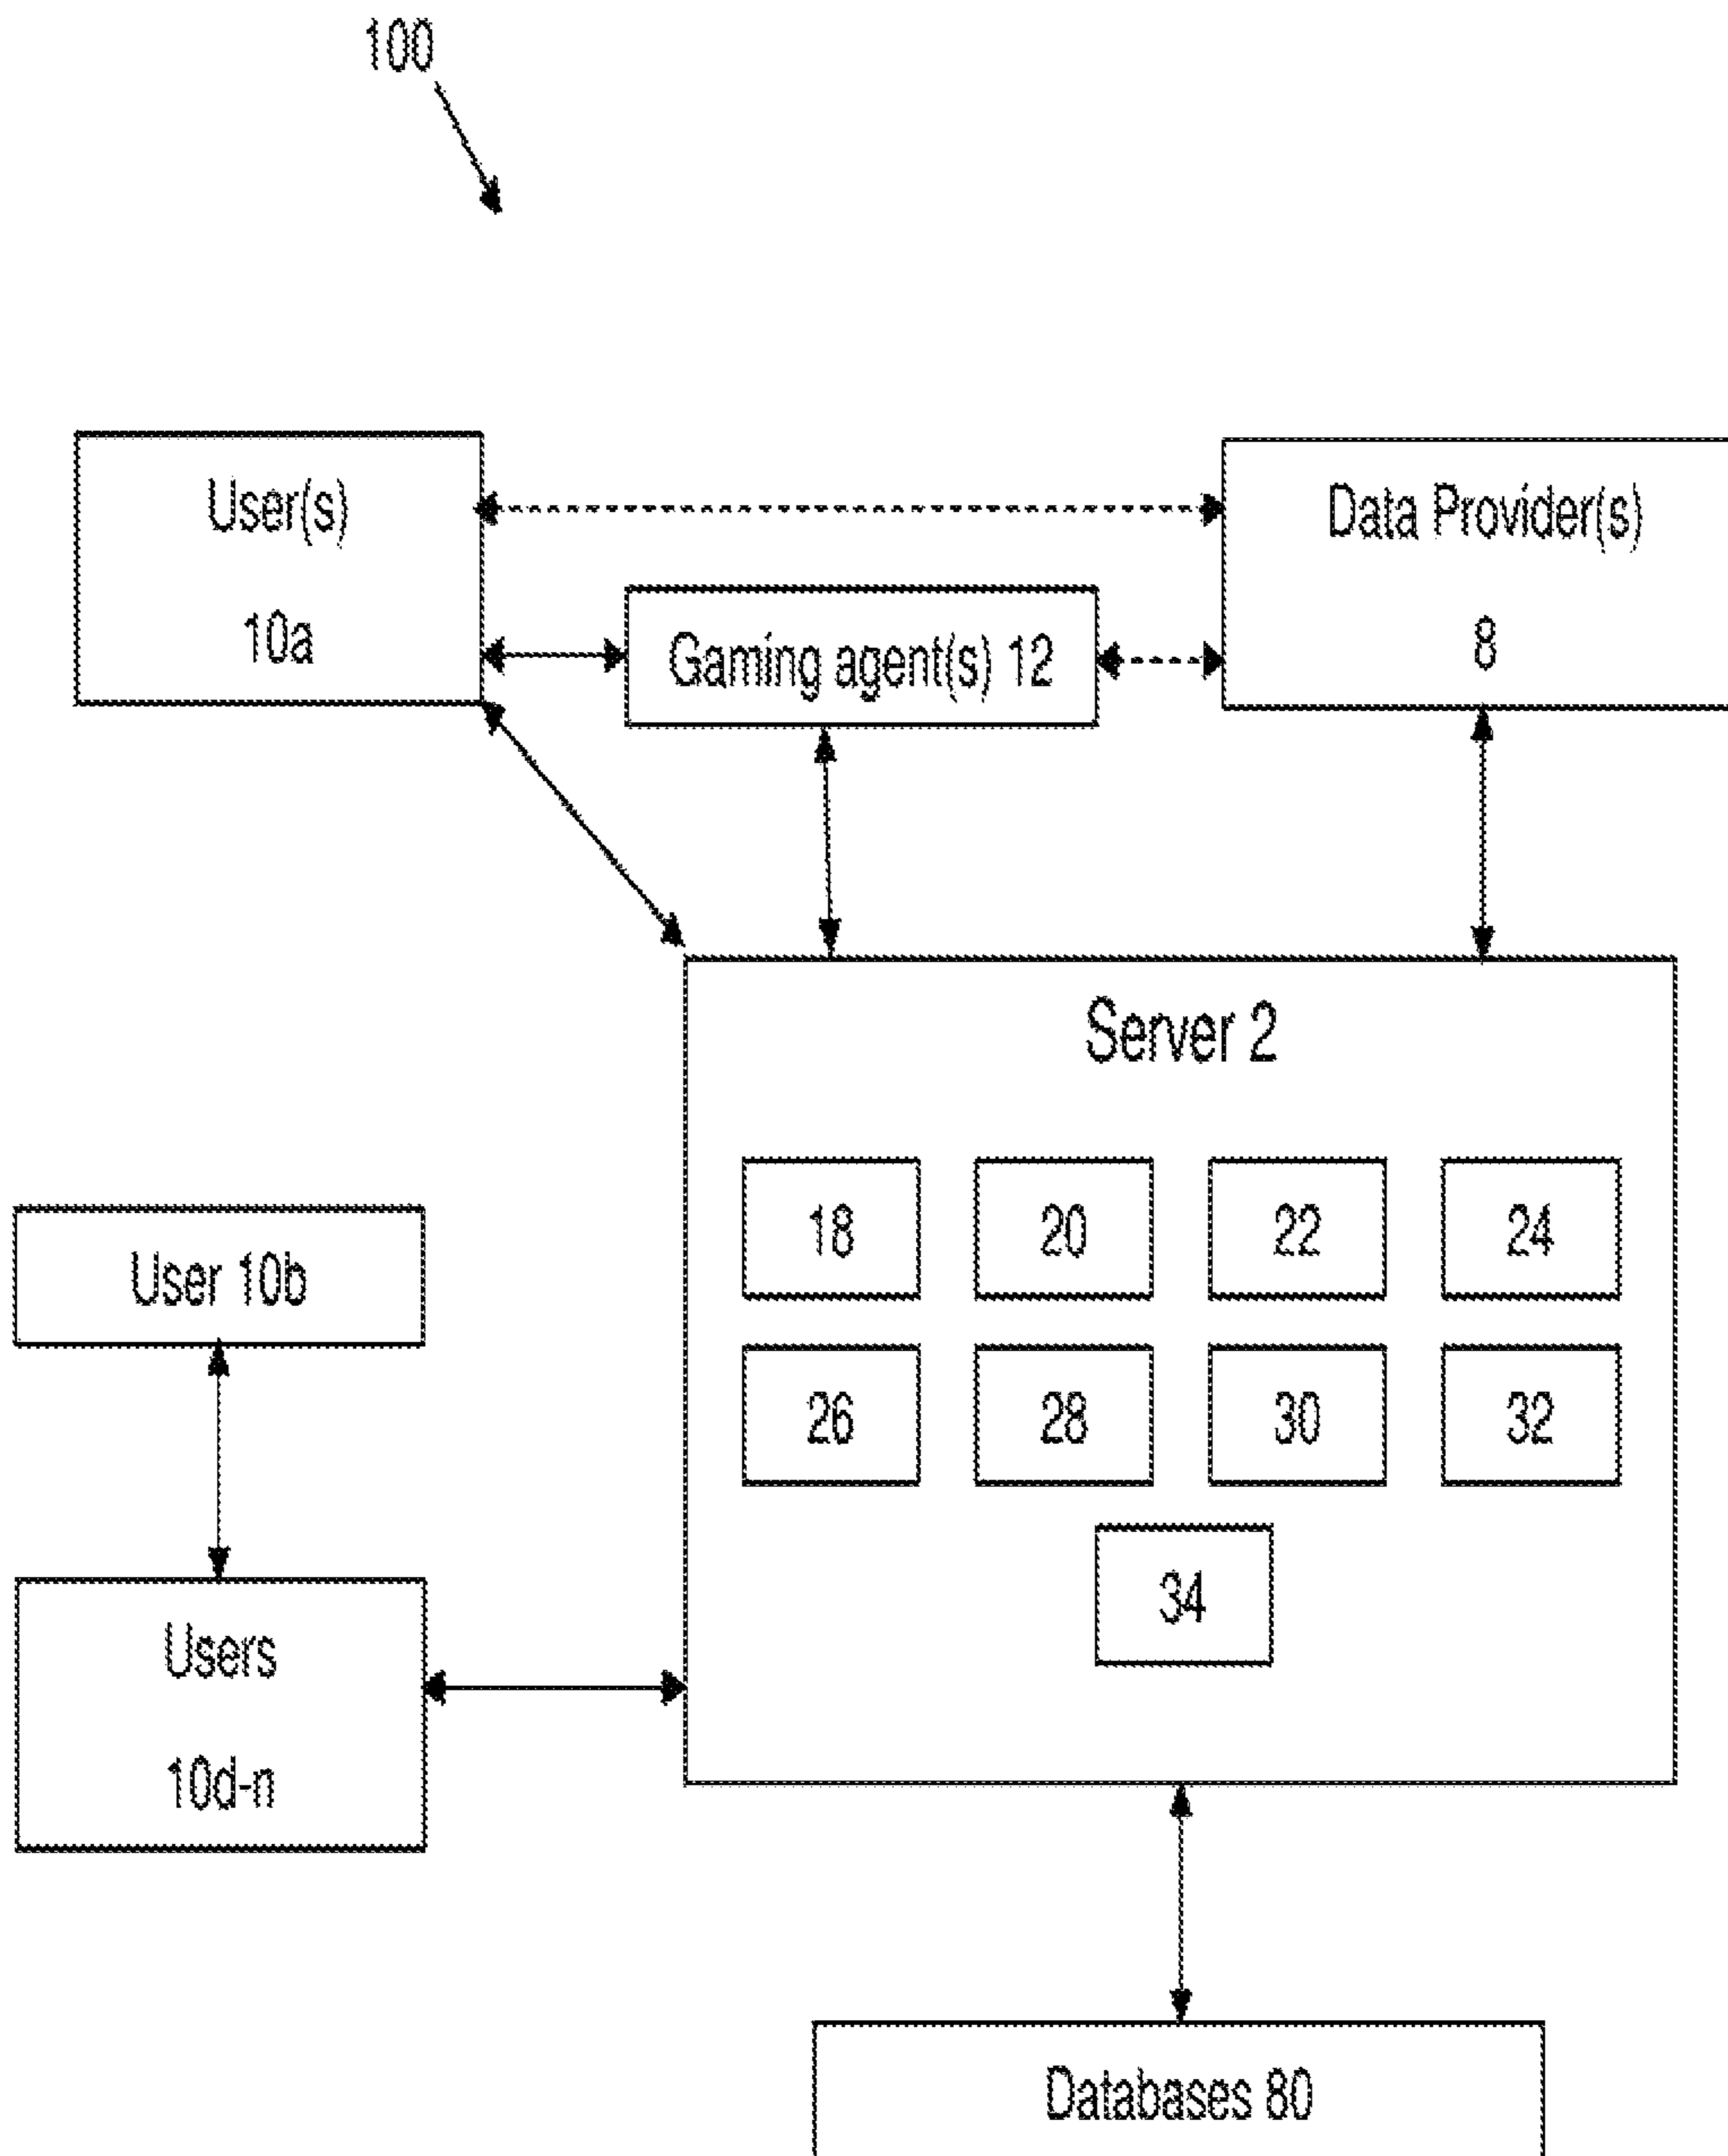 100
User(s)
10a
Data Provider(s)
8
Gaming agent(s) 12
Server 2
18 20 22 24
26 28 30 32
34
User 10b
Users
10d-n
Databases 80